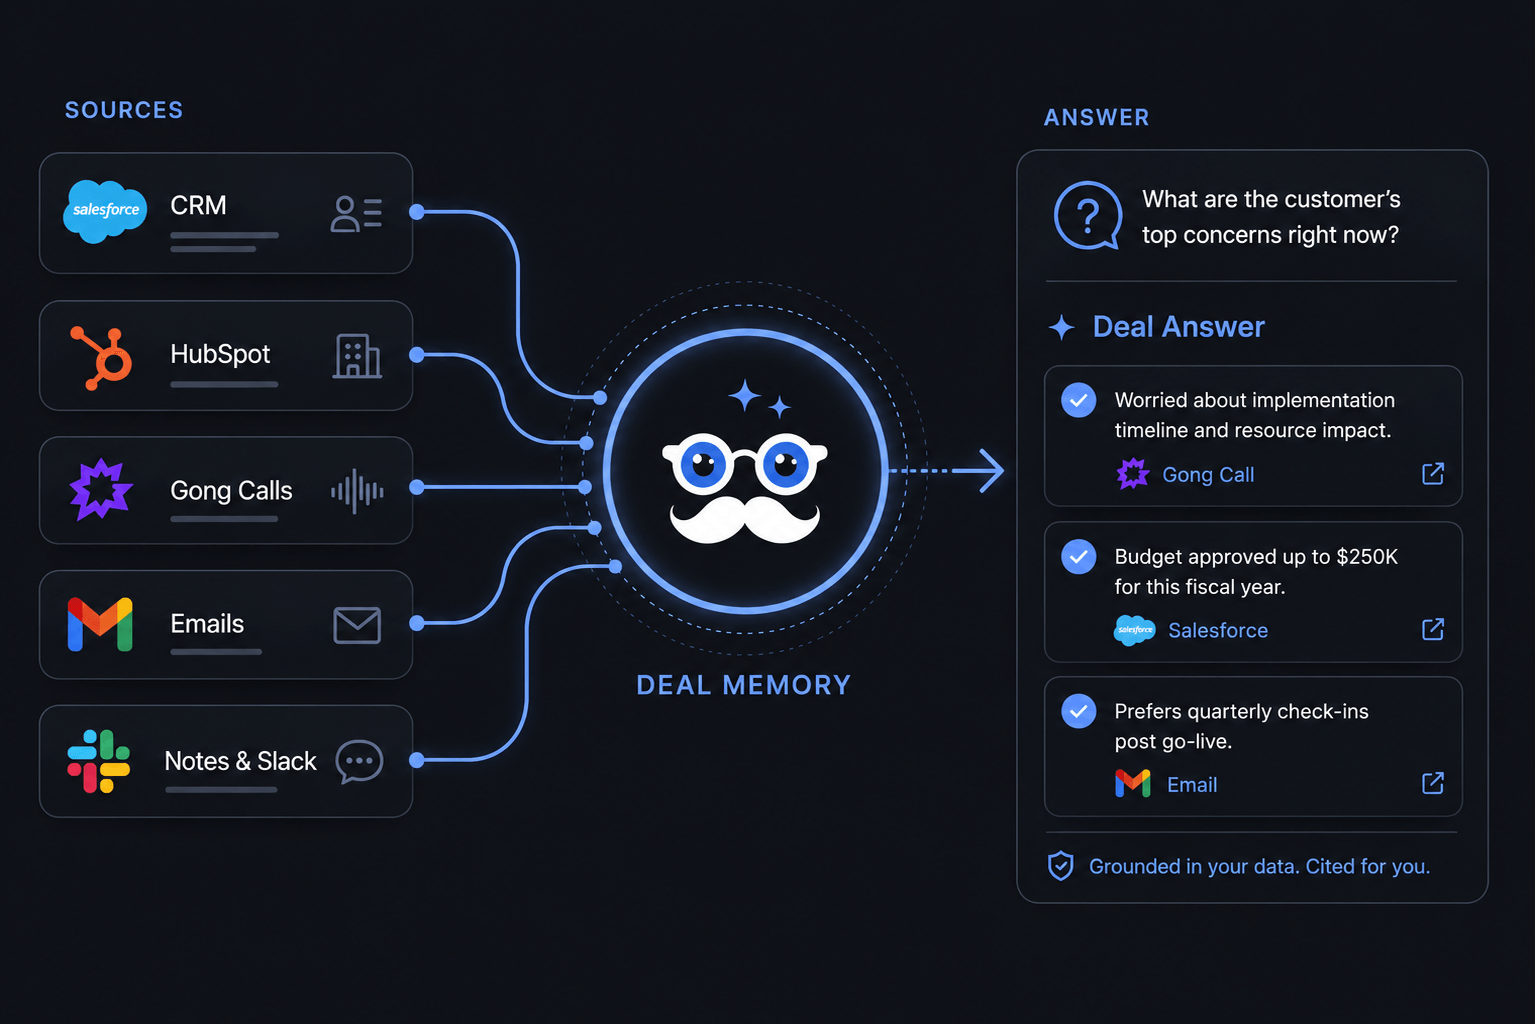 SOURCES
salesforce
CRM
HubSpot
Gong Calls
Emails
Notes & Slack
DEAL MEMORY
ANSWER
?
What are the customer’s
top concerns right now?
Deal Answer
Worried about implementation
timeline and resource impact.
Gong Call
Budget approved up to $250K
for this fiscal year.
salesforce
Salesforce
Prefers quarterly check-ins
post go-live.
Email
Grounded in your data. Cited for you.